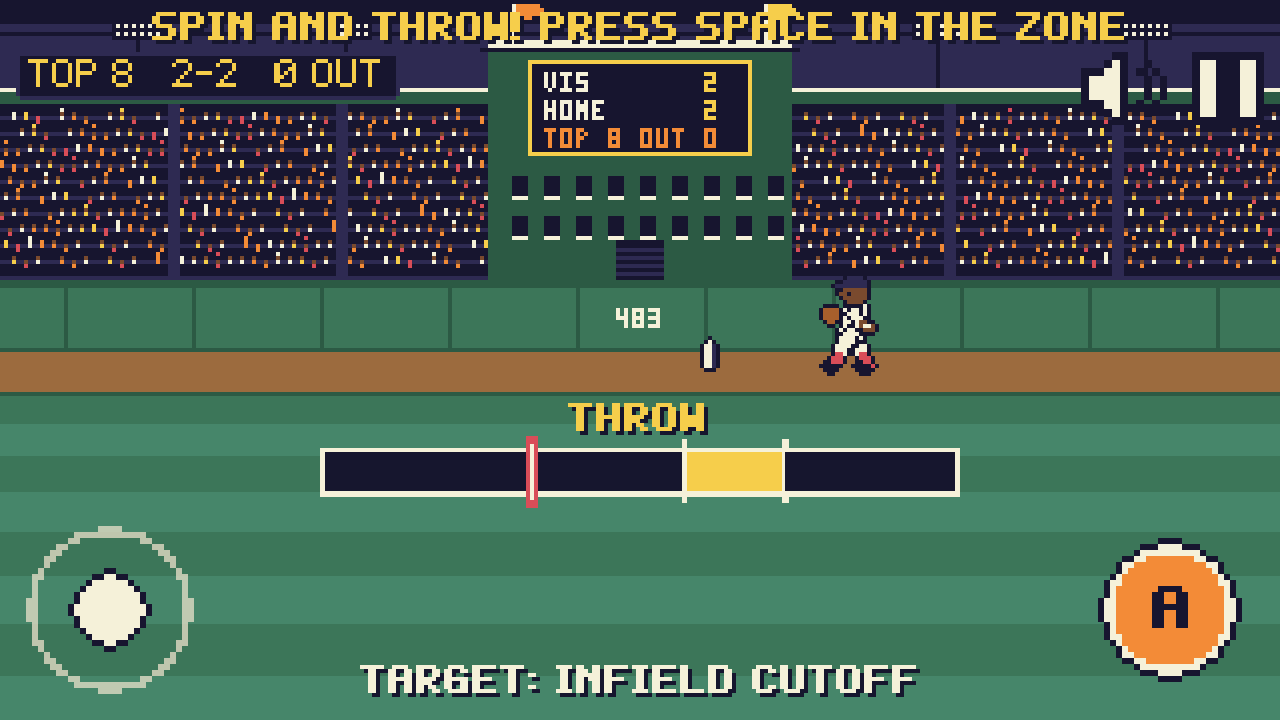 SPIN AND THROW! PRESS SPACE IN THE ZONE
TOP 8 2-2 0 OUT
VIS 2
HOME 2
TOP 8 OUT 0
483
THROW
A
TARGET: INFIELD CUTOFF